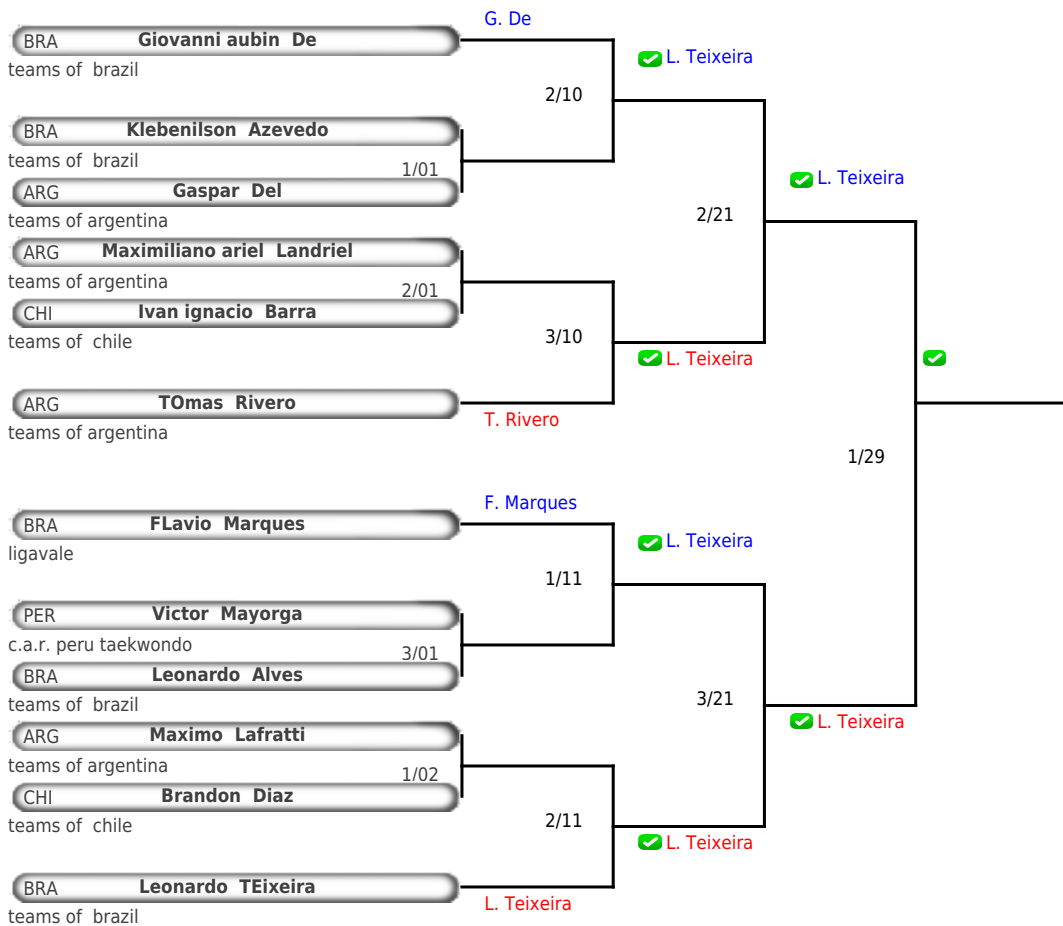 G. De
BRA Giovanni aubin De
L. Teixeira
teams of brazil
2/10
BRA Klebenilson Azevedo
teams of brazil
1/01
L. Teixeira
ARG Gaspar Del
2/21
teams of argentina
ARG Maximiliano ariel Landriel
teams of argentina
2/01
CHI Ivan ignacio Barra
3/10
teams of chile
L. Teixeira
ARG TOmas Rivero
T. Rivero
teams of argentina
1/29
F. Marques
BRA FLavio Marques
L. Teixeira
ligavale
1/11
PER Victor Mayorga
c.a.r. peru taekwondo
3/01
BRA Leonardo Alves
3/21
teams of brazil
L. Teixeira
ARG Maximo Lafratti
teams of argentina
1/02
CHI Brandon Diaz
2/11
teams of chile
L. Teixeira
BRA Leonardo TEixeira
L. Teixeira
teams of brazil